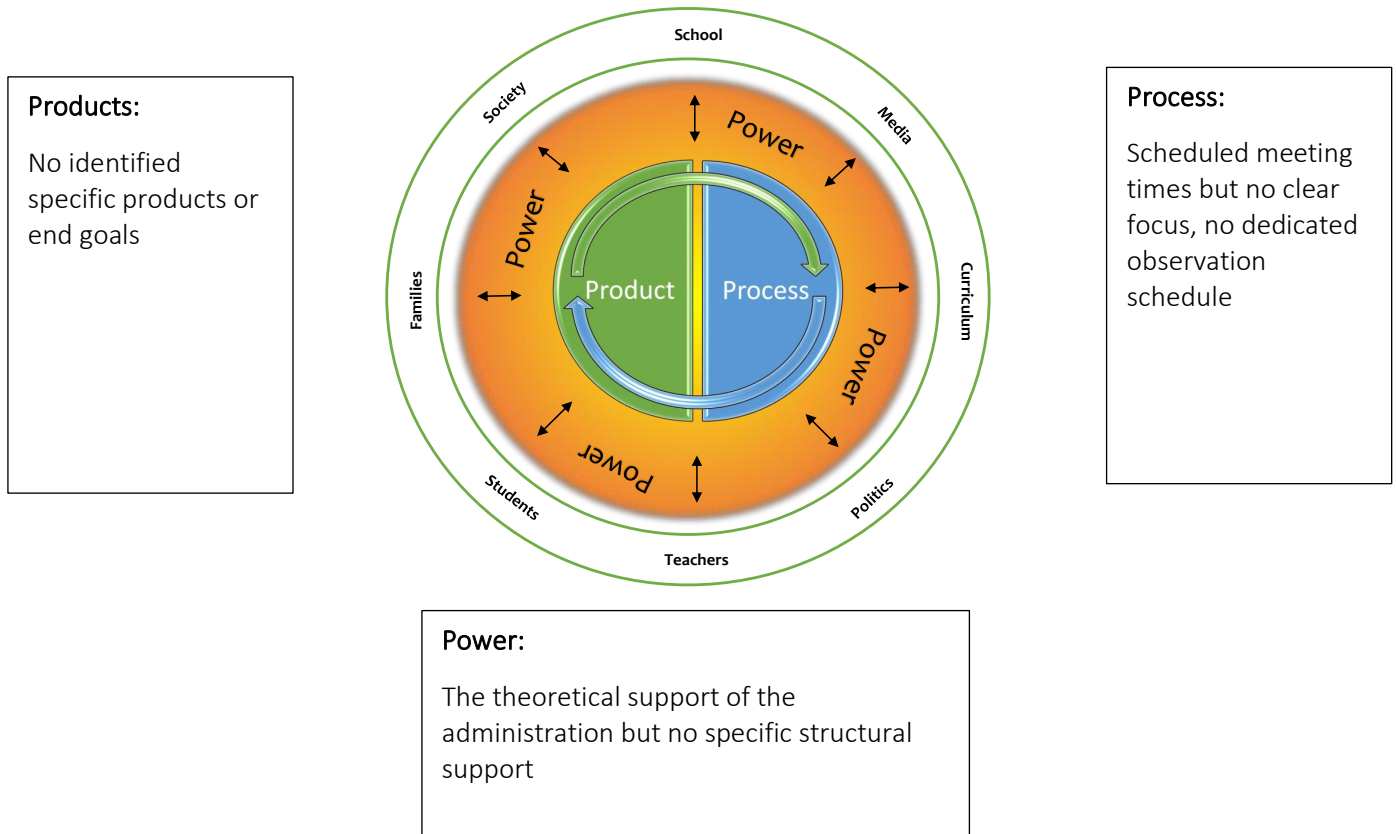 School
Society
Media
Families
Curriculum
Students
Politics
Teachers
Power
Power
Power
Power
Product
Process
Products:
No identified
specific products or
end goals
Process:
Scheduled meeting
times but no clear
focus, no dedicated
observation
schedule
Power:
The theoretical support of the
administration but no specific structural
support